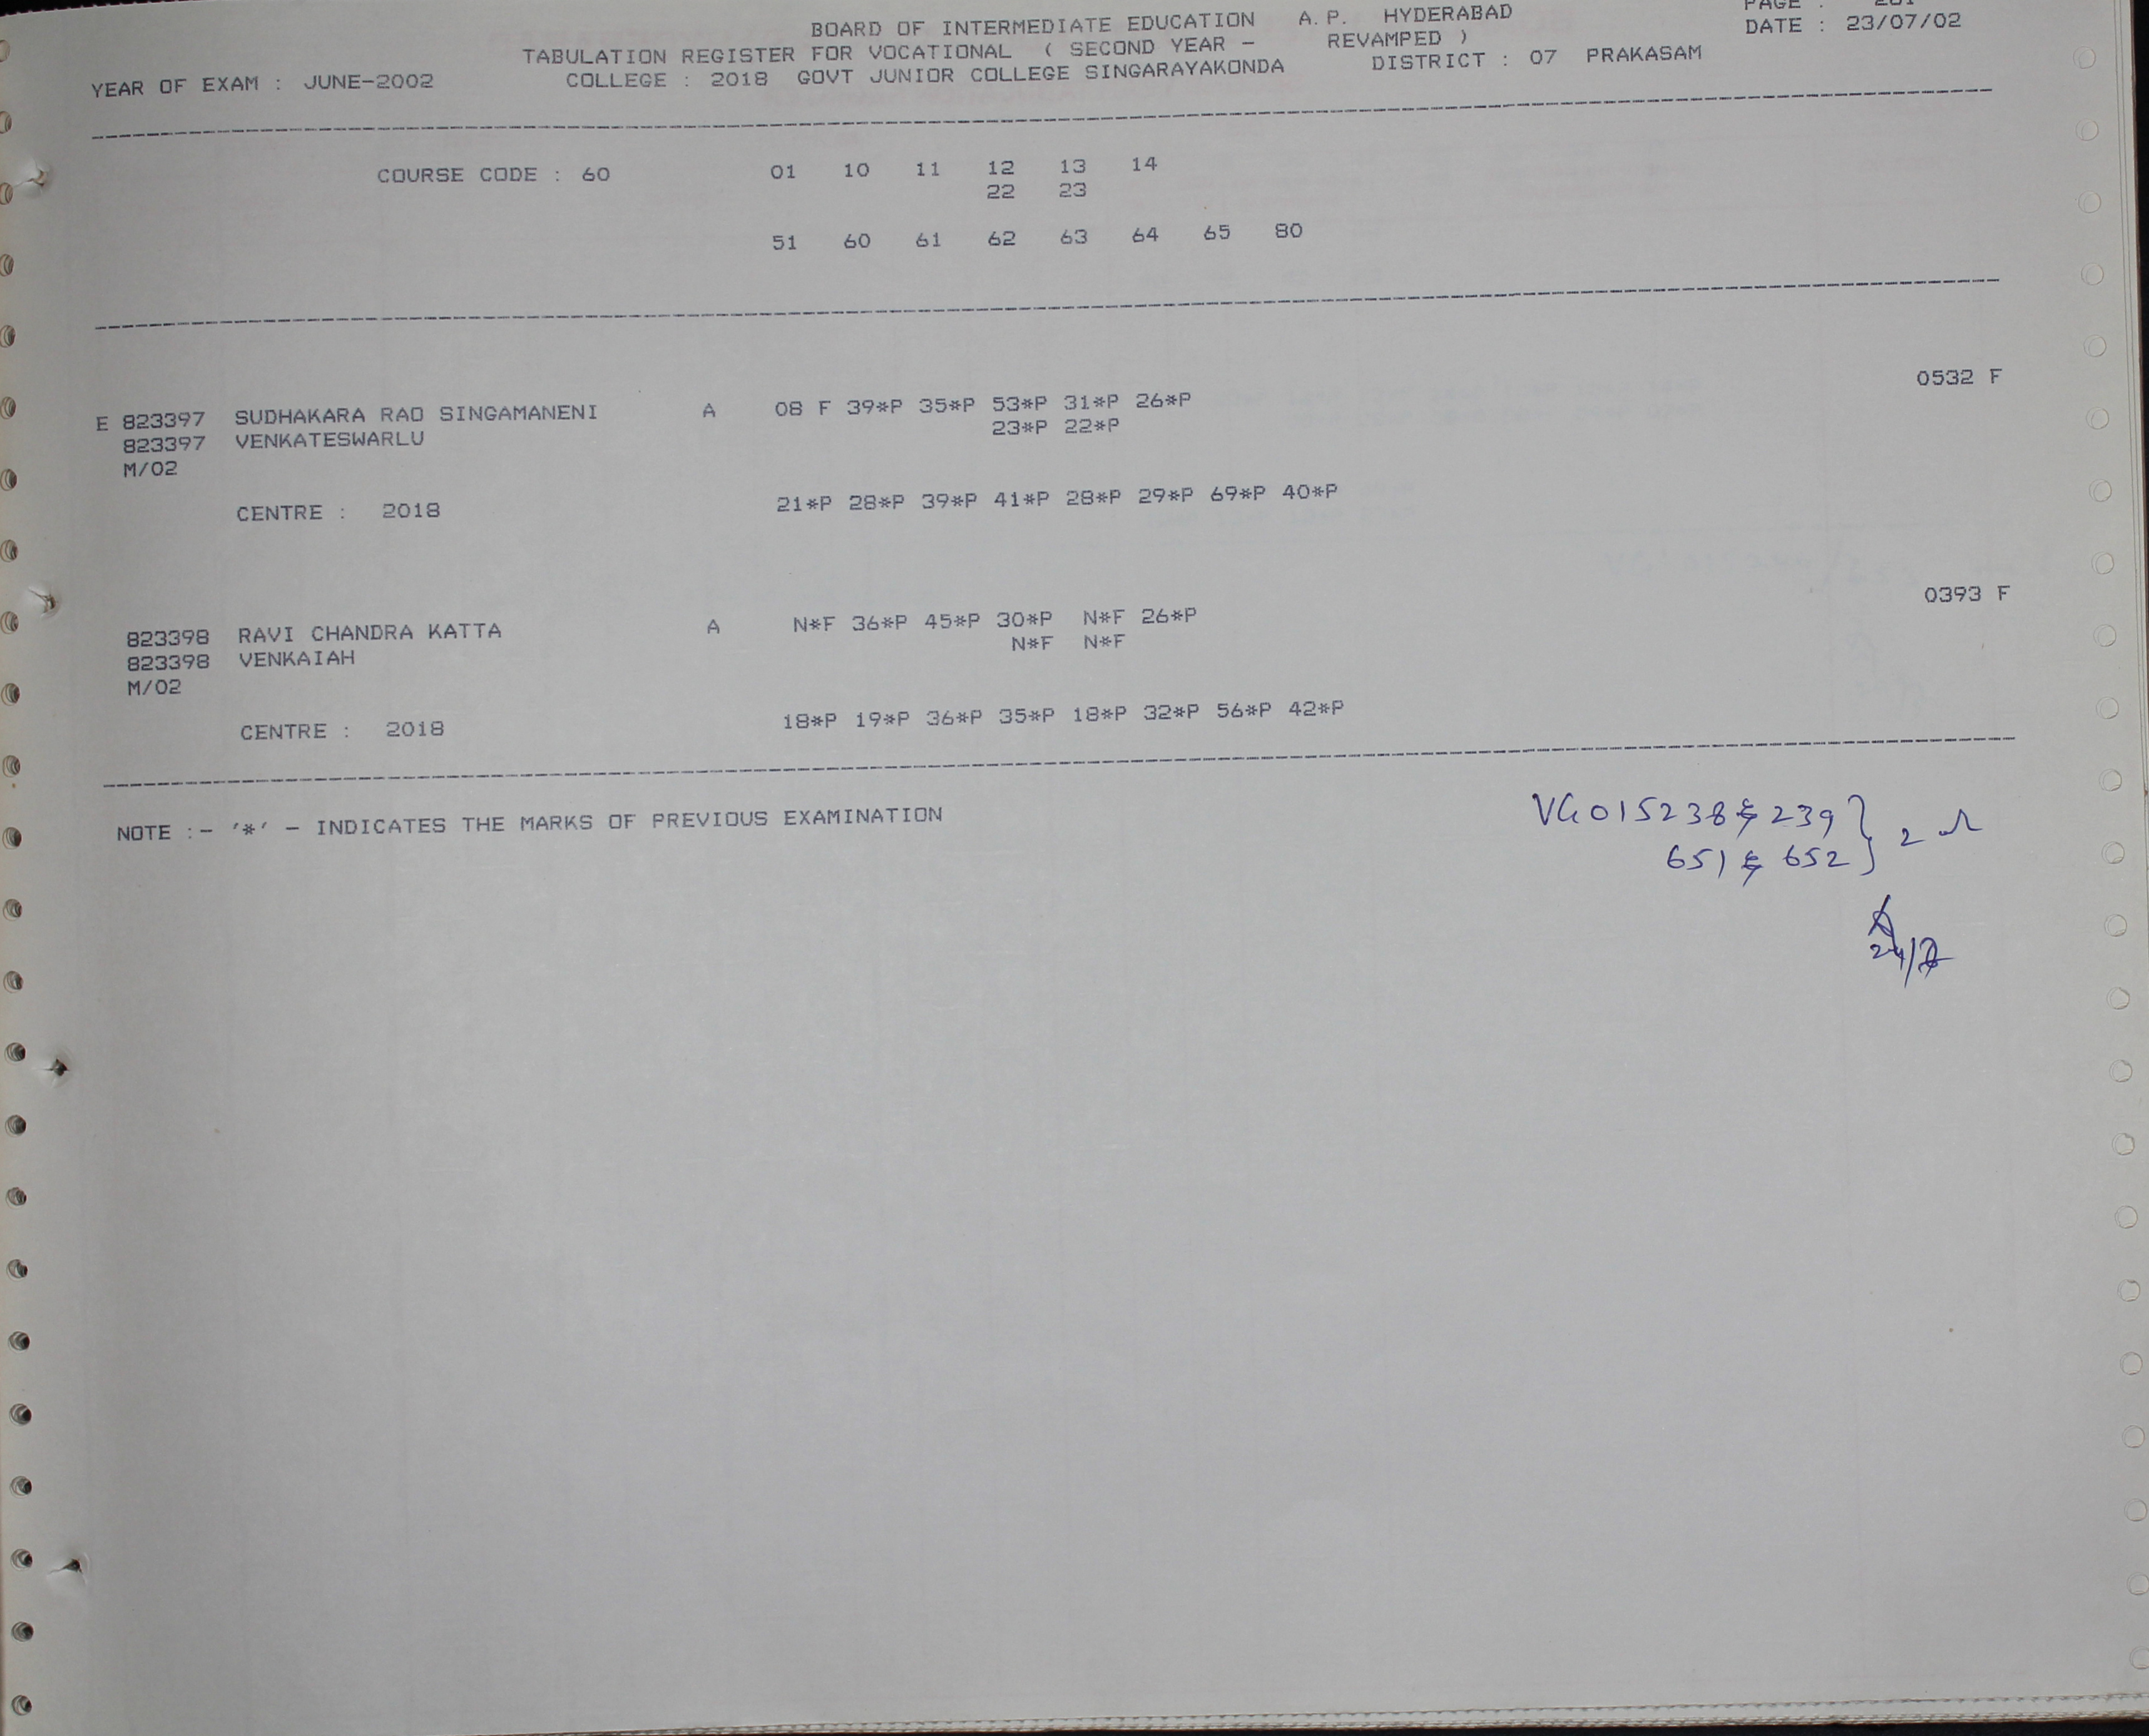 BOARD OF INTERMEDIATE EDUCATION A.P. HYDERABAD PAGE :
TABULATION REGISTER FOR VOCATIONAL ( SECOND YEAR - REVAMPED ) DATE : 23/07/02
YEAR OF EXAM : JUNE-2002 COLLEGE : 2018 GOVT JUNIOR COLLEGE SINGARAYAKONDA DISTRICT : 07 PRAKASAM
COURSE CODE : 60 01 10 11 12 13 14
22 23
51 60 61 62 63 64 65 80
0532 F
E 823397 SUDHAKARA RAO SINGAMANENI A 08 F 39*P 35*P 53*P 31*P 26*P
823397 VENKATESWARLU 23*P 22*P
M/02
CENTRE : 2018 21*P 28*P 39*P 41*P 28*P 29*P 69*P 40*P
0393 F
823398 RAVI CHANDRA KATTA A N*F 36*P 45*P 30*P N*F 26*P
823398 VENKAIAH N*F N*F
M/02
CENTRE : 2018 18*P 19*P 36*P 35*P 18*P 32*P 56*P 42*P
NOTE :- '*' - INDICATES THE MARKS OF PREVIOUS EXAMINATION
VG015238 & 239
651 & 652 } 2
24/7